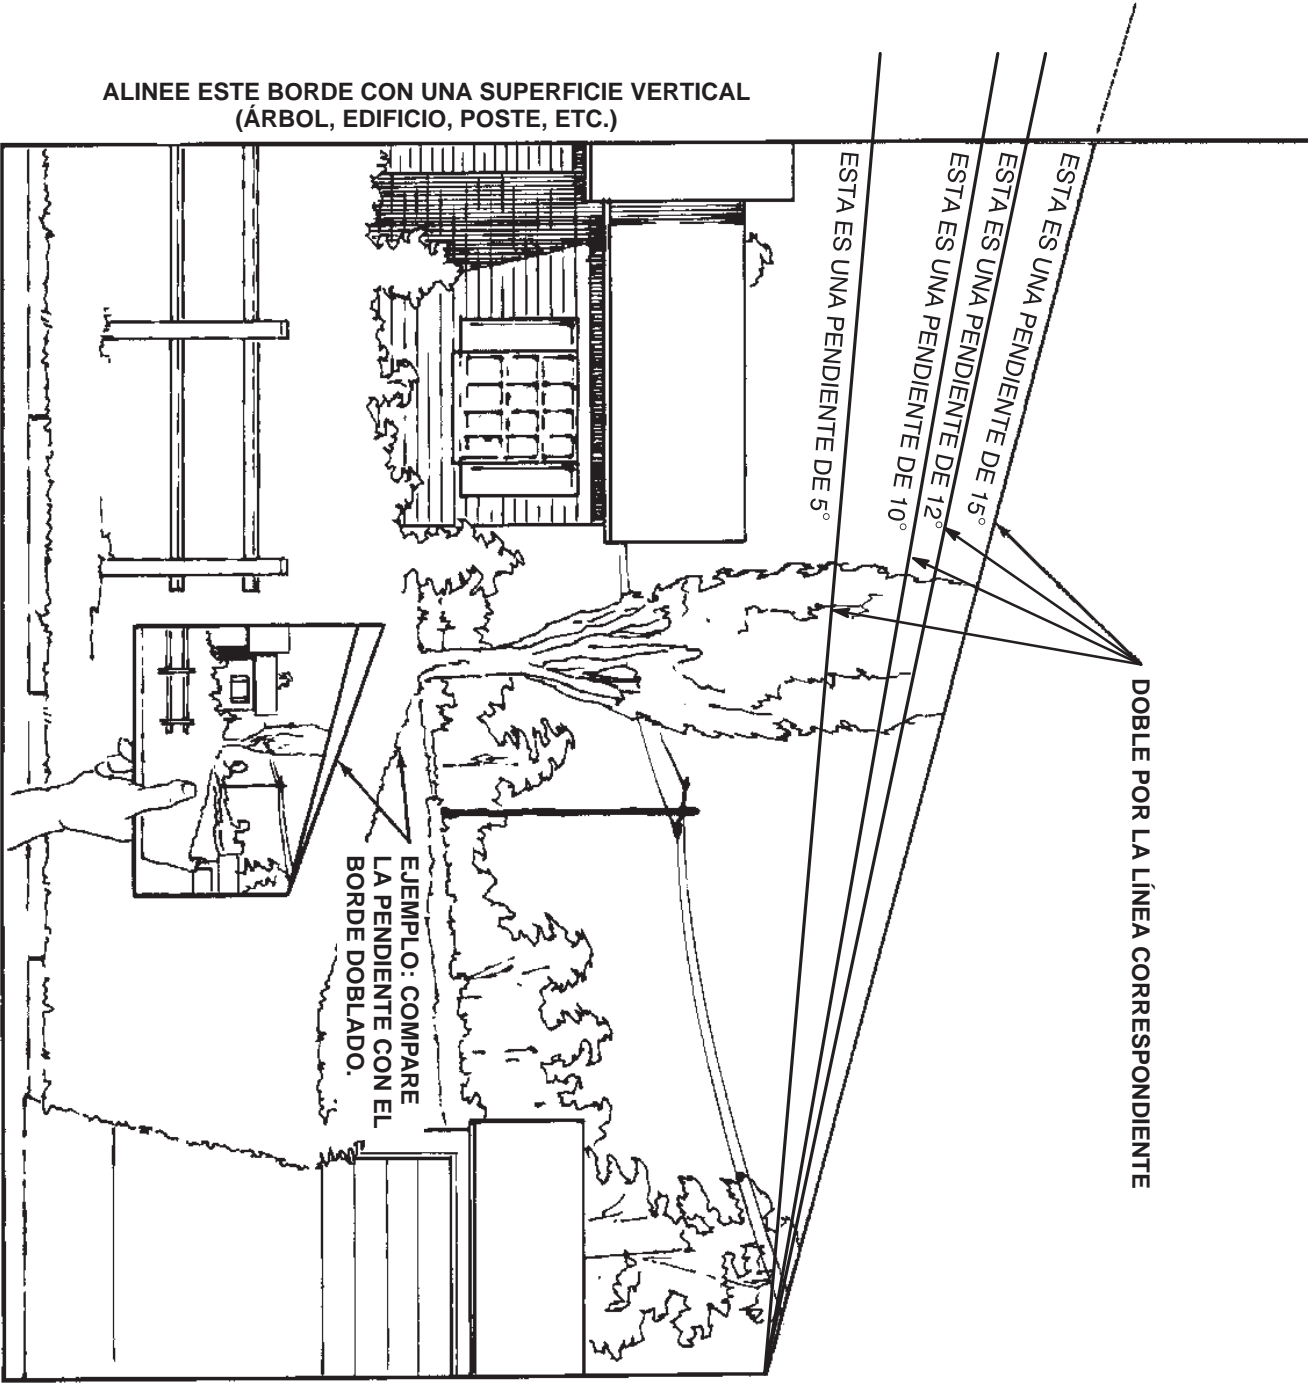 ALINEE ESTE BORDE CON UNA SUPERFICIE VERTICAL
(ÁRBOL, EDIFICIO, POSTE, ETC.)
ESTA ES UNA PENDIENTE DE 15°
ESTA ES UNA PENDIENTE DE 12°
ESTA ES UNA PENDIENTE DE 10°
ESTA ES UNA PENDIENTE DE 5°
DOBLE POR LA LÍNEA CORRESPONDIENTE
EJEMPLO: COMPARE
LA PENDIENTE CON EL
BORDE DOBLADO.